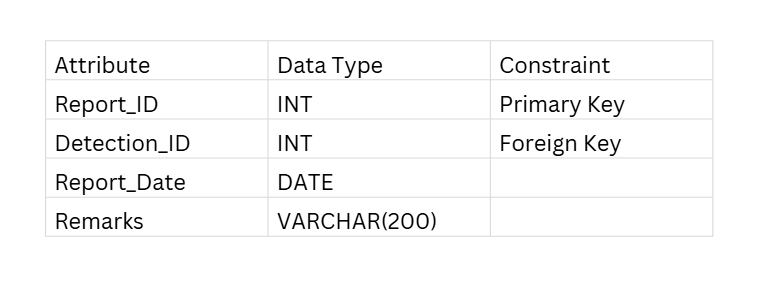 Attribute Data Type Constraint
Report_ID INT Primary Key
Detection_ID INT Foreign Key
Report_Date DATE
Remarks VARCHAR(200)